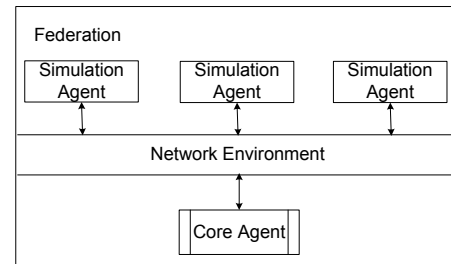 Federation
Simulation
Agent
Simulation
Agent
Simulation
Agent
Network Environment
Core Agent